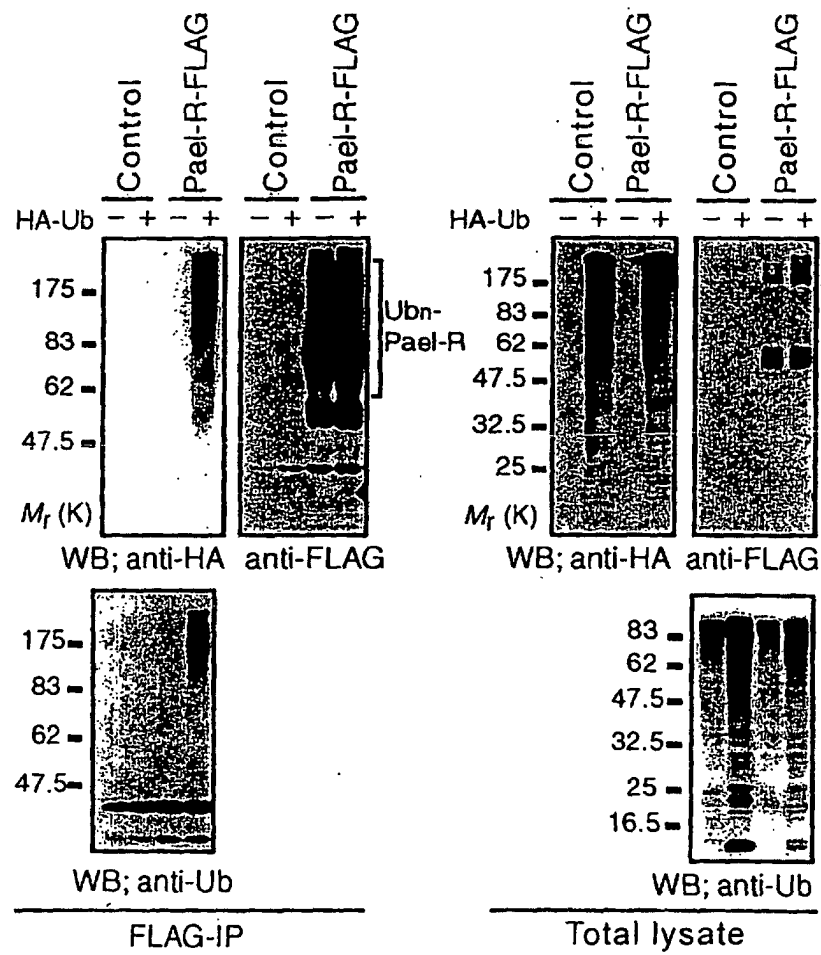 Control
Pael-R-FLAG
Control
Pael-R-FLAG
HA-Ub − + − + − + − +
175
83
62
47.5
Mr (K)
Ubn-
Pael-R
WB; anti-HA anti-FLAG
175
83
62
47.5
WB; anti-Ub
FLAG-IP
Control
Pael-R-FLAG
Control
Pael-R-FLAG
HA-Ub − + − + − + − +
175
83
62
47.5
32.5
25
Mr (K)
WB; anti-HA anti-FLAG
83
62
47.5
32.5
25
16.5
WB; anti-Ub
Total lysate